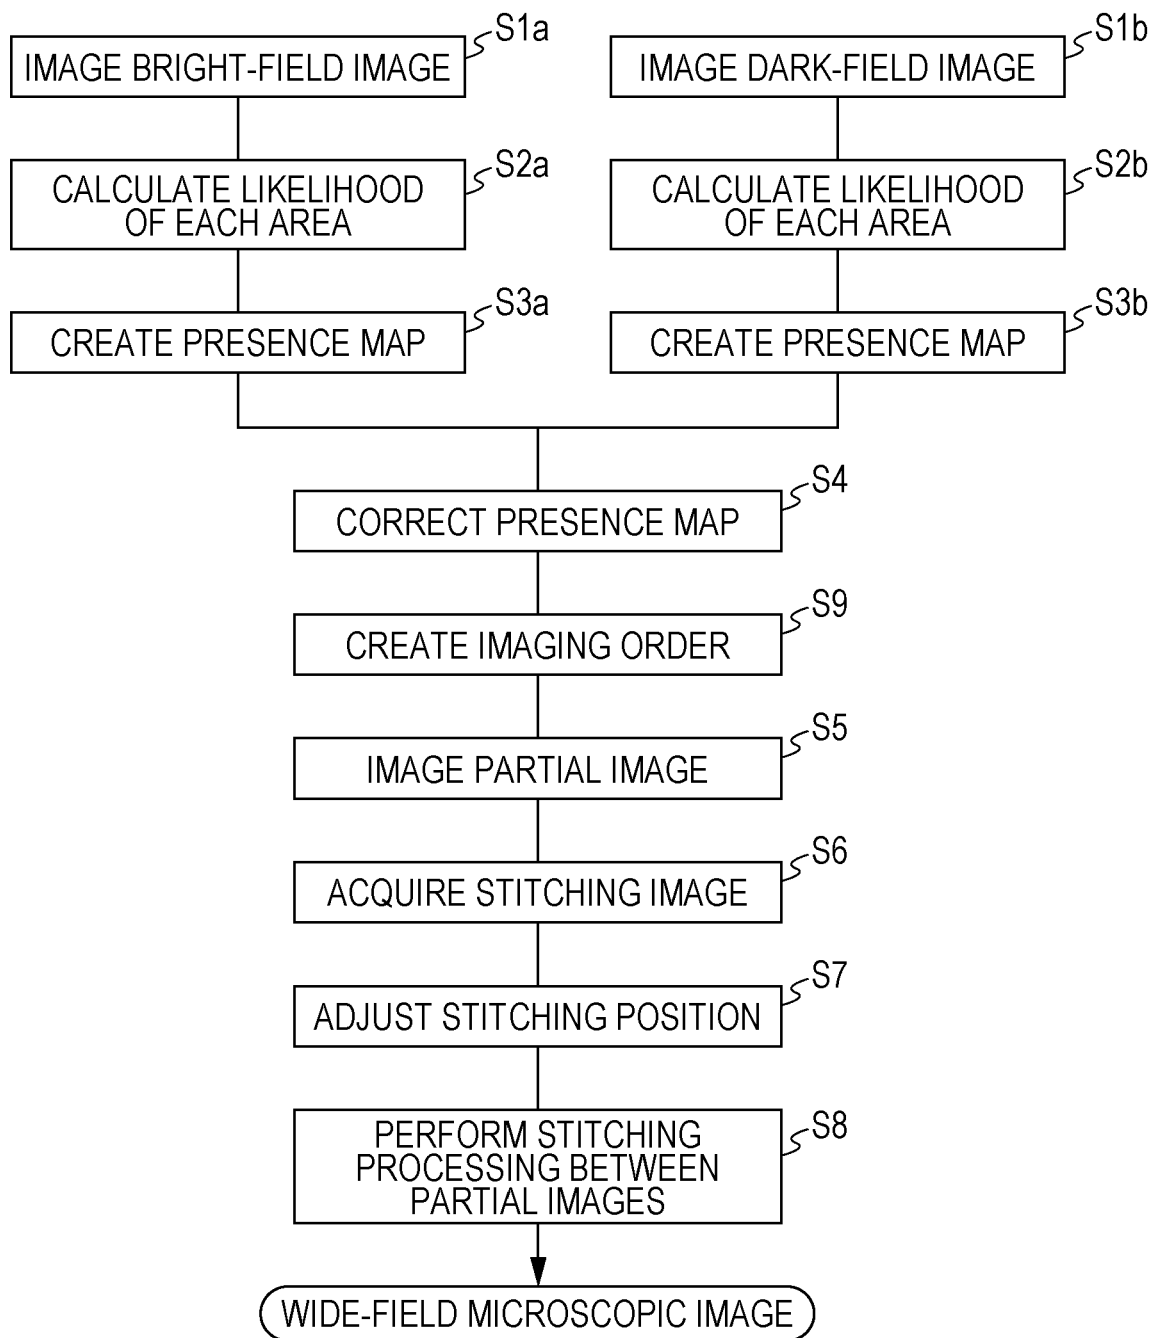 S1a
IMAGE BRIGHT-FIELD IMAGE
S1b
IMAGE DARK-FIELD IMAGE
S2a
CALCULATE LIKELIHOOD
OF EACH AREA
S2b
CALCULATE LIKELIHOOD
OF EACH AREA
S3a
CREATE PRESENCE MAP
S3b
CREATE PRESENCE MAP
S4
CORRECT PRESENCE MAP
S9
CREATE IMAGING ORDER
S5
IMAGE PARTIAL IMAGE
S6
ACQUIRE STITCHING IMAGE
S7
ADJUST STITCHING POSITION
S8
PERFORM STITCHING
PROCESSING BETWEEN
PARTIAL IMAGES
WIDE-FIELD MICROSCOPIC IMAGE